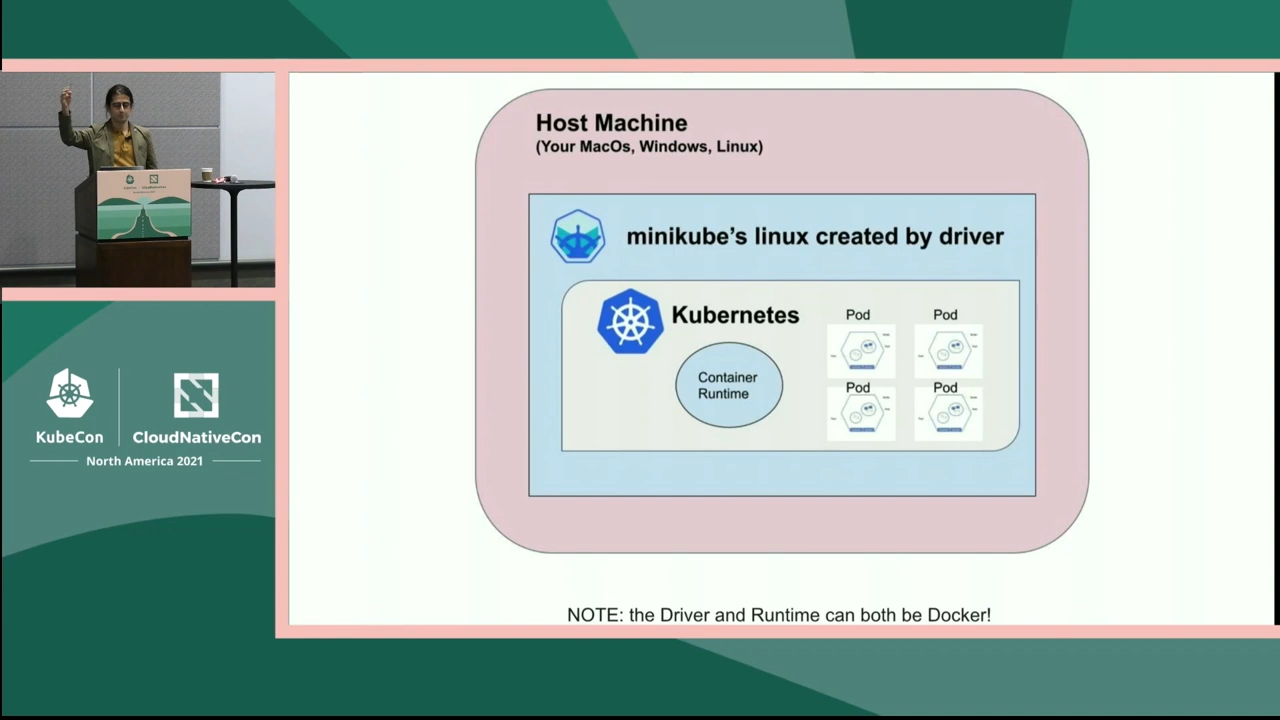 KubeCon
CloudNativeCon
North America 2021
Host Machine
(Your MacOs, Windows, Linux)
minikube's linux created by driver
Kubernetes
Container
Runtime
Pod
Pod
Pod
Pod
NOTE: the Driver and Runtime can both be Docker!